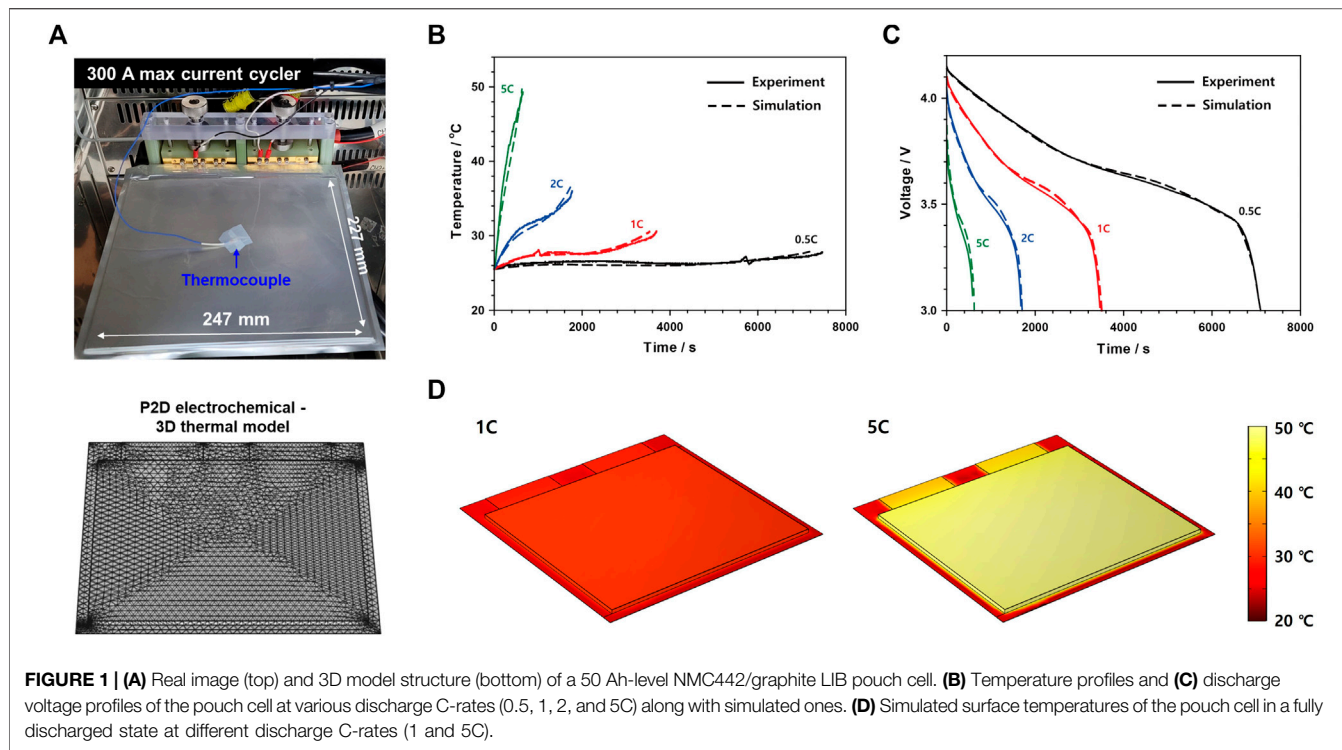 A
300 A max current cycler
227 mm
Thermocouple
247 mm
P2D electrochemical -
3D thermal model
B
Temperature / °C
50
40
30
20
5C
2C
1C
0.5C
Experiment
Simulation
0
2000
4000
6000
8000
Time / s
C
Voltage / V
4.0
3.5
3.0
Experiment
Simulation
5C
2C
1C
0.5C
0
2000
4000
6000
8000
Time / s
D
1C
5C
50 ℃
40 ℃
30 ℃
20 ℃
FIGURE 1 | (A) Real image (top) and 3D model structure (bottom) of a 50 Ah-level NMC442/graphite LIB pouch cell. (B) Temperature profiles and (C) discharge
voltage profiles of the pouch cell at various discharge C-rates (0.5, 1, 2, and 5C) along with simulated ones. (D) Simulated surface temperatures of the pouch cell in a fully
discharged state at different discharge C-rates (1 and 5C).